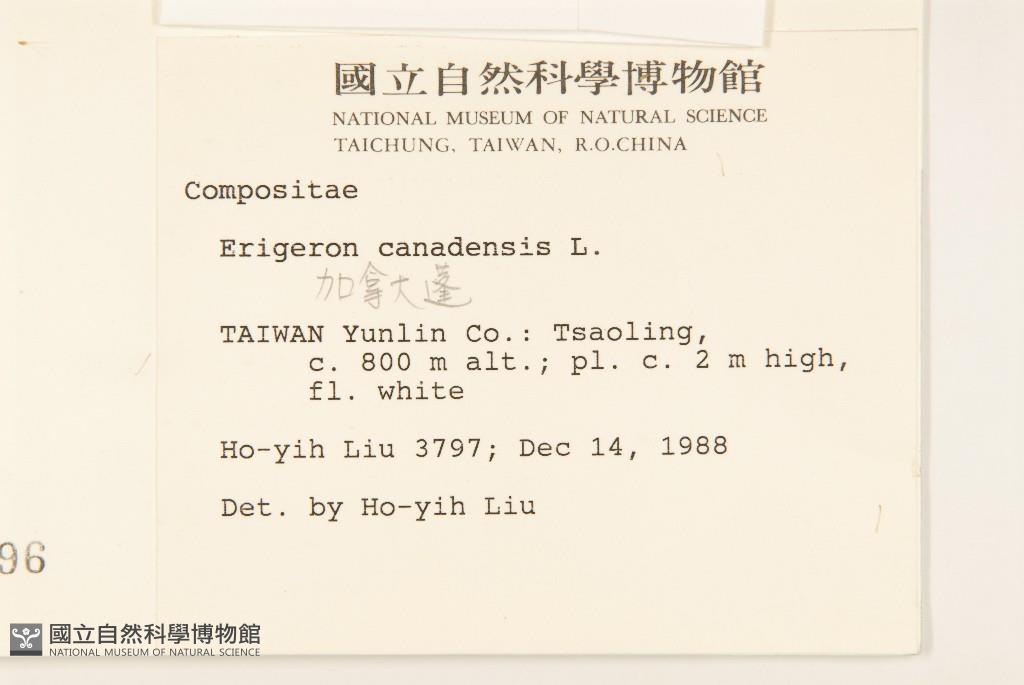 國立自然科學博物館
NATIONAL MUSEUM OF NATURAL SCIENCE
TAICHUNG, TAIWAN, R.O.CHINA
Compositae
Erigeron canadensis L.
加拿大蓬
TAIWAN Yunlin Co.: Tsaoling,
c. 800 m alt.; pl. c. 2 m high,
fl. white
Ho-yih Liu 3797; Dec 14, 1988
Det. by Ho-yih Liu
96
國立自然科學博物館
NATIONAL MUSEUM OF NATURAL SCIENCE